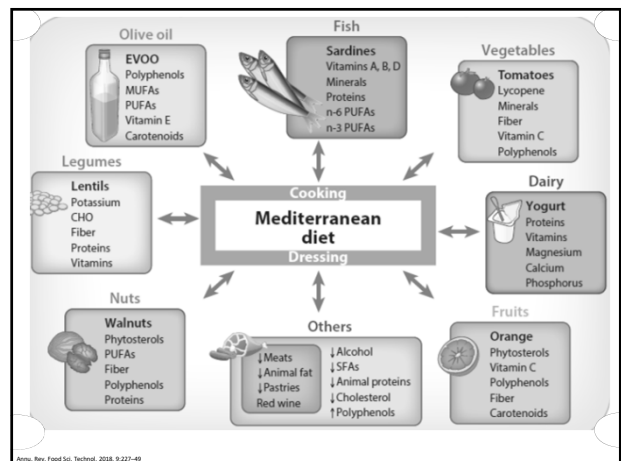 Olive oil
EVOO
Polyphenols
MUFAs
PUFAs
Vitamin E
Carotenoids
Fish
Sardines
Vitamins A, B, D
Minerals
Proteins
n-6 PUFAs
n-3 PUFAs
Vegetables
Tomatoes
Lycopene
Minerals
Fiber
Vitamin C
Polyphenols
Legumes
Lentils
Potassium
CHO
Fiber
Proteins
Vitamins
Cooking
Mediterranean
diet
Dressing
Dairy
Yogurt
Proteins
Vitamins
Magnesium
Calcium
Phosphorus
Nuts
Walnuts
Phytosterols
PUFAs
Fiber
Polyphenols
Proteins
Others
↓Meats
↓Animal fat
↓Pastries
Red wine
↓Alcohol
↓SFAs
↓Animal proteins
↓Cholesterol
↑Polyphenols
Fruits
Orange
Phytosterols
Vitamin C
Polyphenols
Fiber
Carotenoids
Annu. Rev. Food Sci. Technol. 2018. 9:227–49